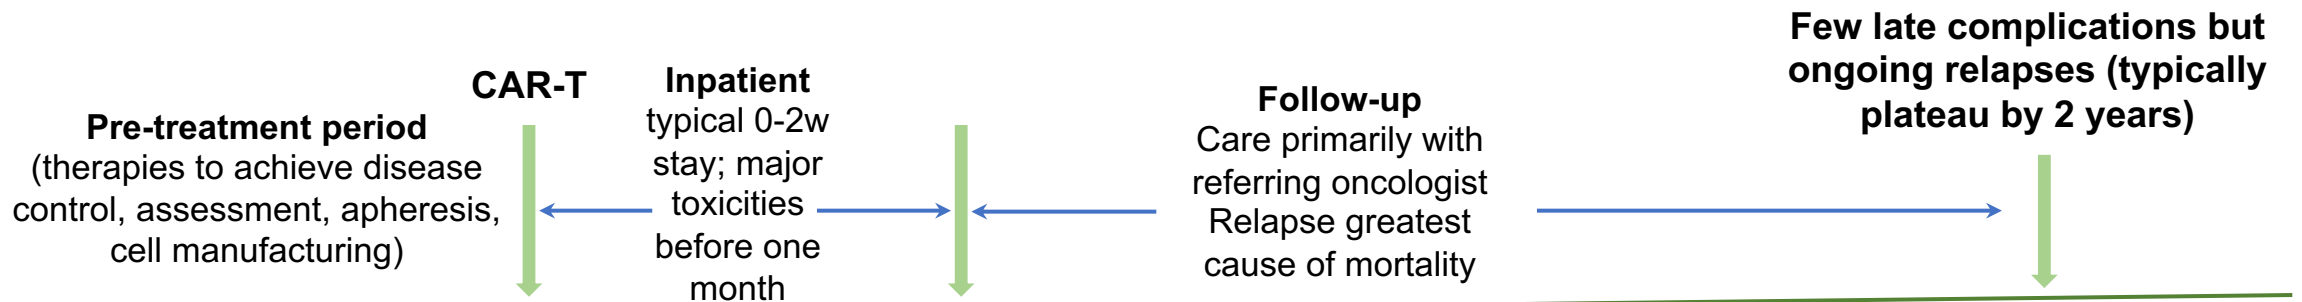 Pre-treatment period
(therapies to achieve disease
control, assessment, apheresis,
cell manufacturing)
CAR-T
Inpatient
typical 0-2w
stay; major
toxicities
before one
month
Follow-up
Care primarily with
referring oncologist
Relapse greatest
cause of mortality
Few late complications but
ongoing relapses (typically
plateau by 2 years)